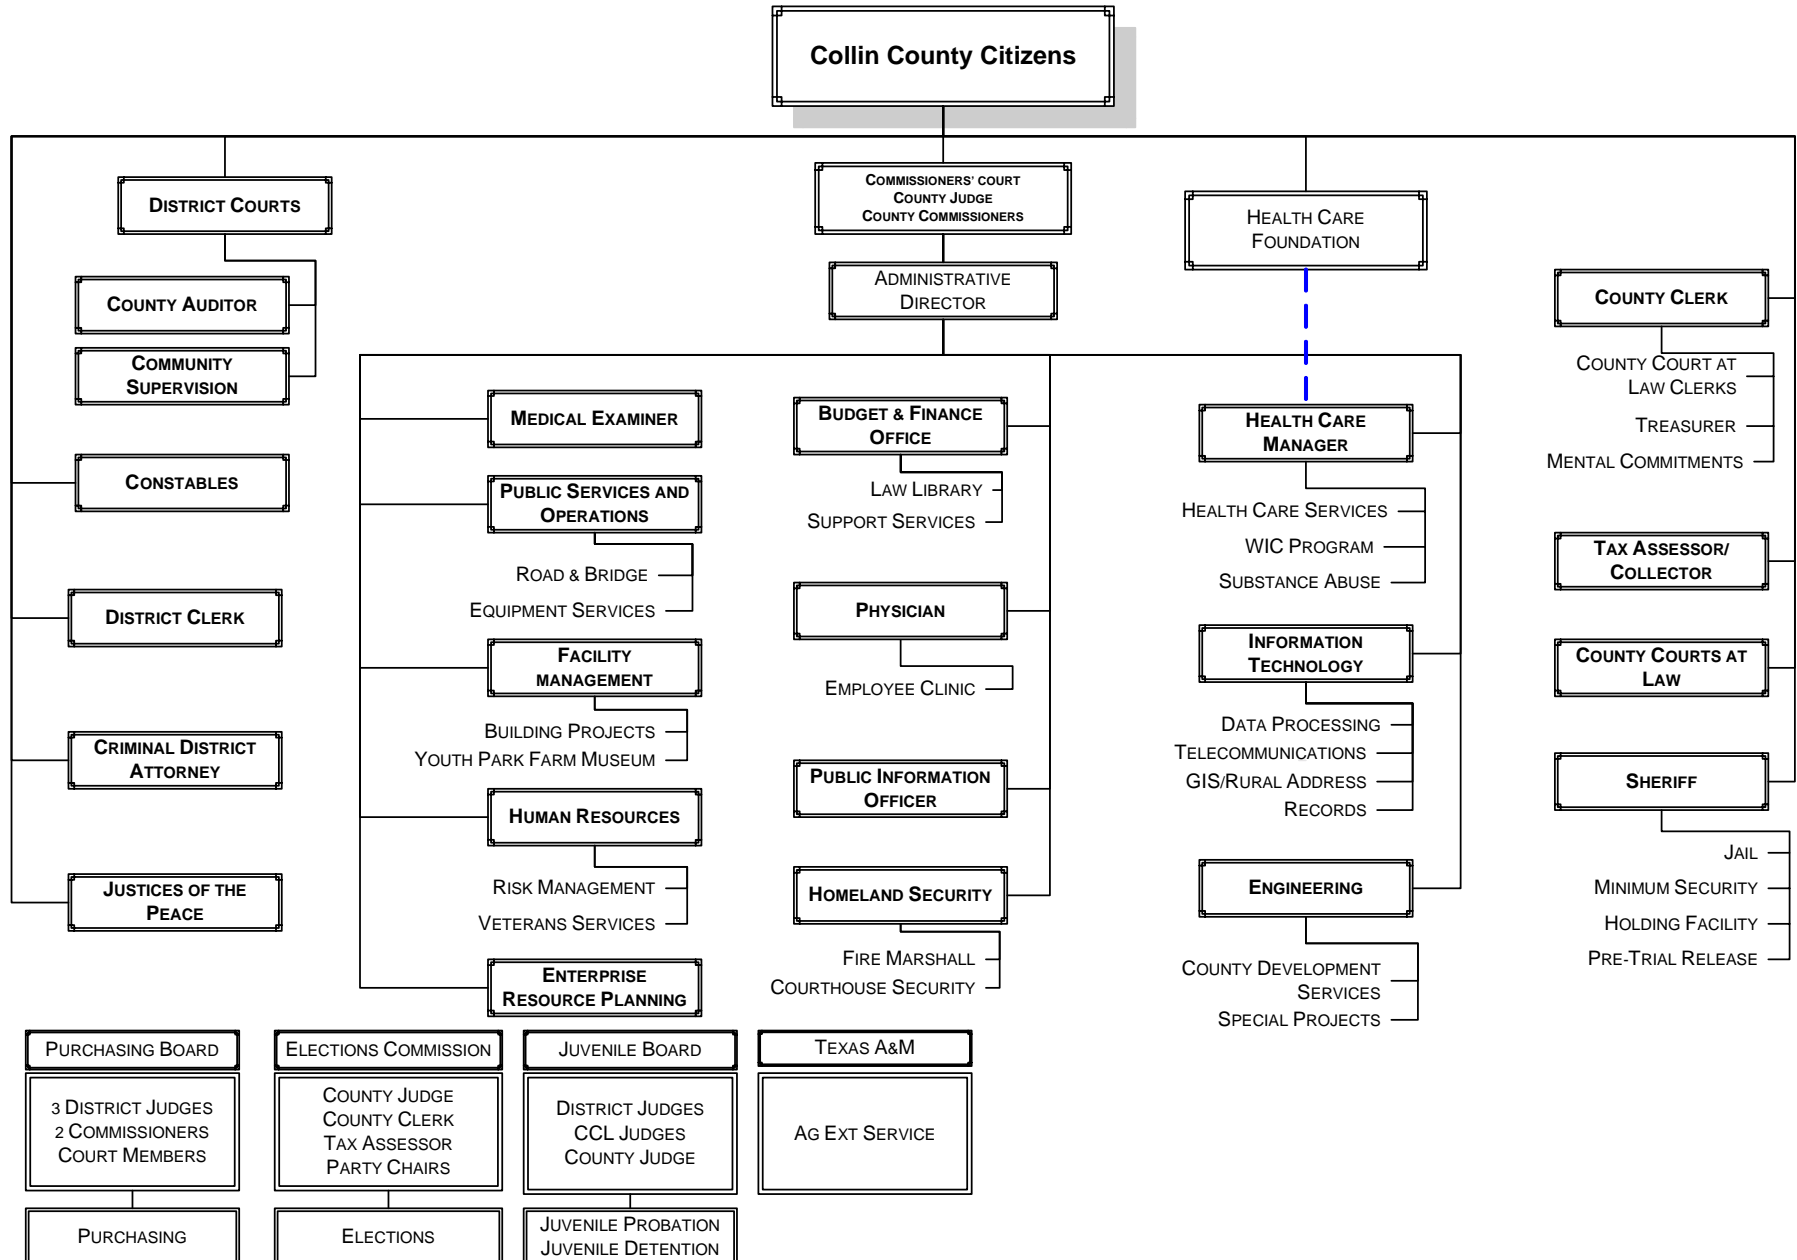 Collin County Citizens
DISTRICT COURTS
COUNTY AUDITOR
COMMUNITY
SUPERVISION
CONSTABLES
DISTRICT CLERK
CRIMINAL DISTRICT
ATTORNEY
JUSTICES OF THE
PEACE
COMMISSIONERS' COURT
COUNTY JUDGE
COUNTY COMMISSIONERS
ADMINISTRATIVE
DIRECTOR
MEDICAL EXAMINER
PUBLIC SERVICES AND
OPERATIONS
ROAD & BRIDGE
EQUIPMENT SERVICES
FACILITY
MANAGEMENT
BUILDING PROJECTS
YOUTH PARK FARM MUSEUM
HUMAN RESOURCES
RISK MANAGEMENT
VETERANS SERVICES
ENTERPRISE
RESOURCE PLANNING
BUDGET & FINANCE
OFFICE
LAW LIBRARY
SUPPORT SERVICES
PHYSICIAN
EMPLOYEE CLINIC
PUBLIC INFORMATION
OFFICER
HOMELAND SECURITY
FIRE MARSHALL
COURTHOUSE SECURITY
HEALTH CARE
FOUNDATION
HEALTH CARE
MANAGER
HEALTH CARE SERVICES
WIC PROGRAM
SUBSTANCE ABUSE
INFORMATION
TECHNOLOGY
DATA PROCESSING
TELECOMMUNICATIONS
GIS/RURAL ADDRESS
RECORDS
ENGINEERING
COUNTY DEVELOPMENT
SERVICES
SPECIAL PROJECTS
COUNTY CLERK
COUNTY COURT AT
LAW CLERKS
TREASURER
MENTAL COMMITMENTS
TAX ASSESSOR/
COLLECTOR
COUNTY COURTS AT
LAW
SHERIFF
JAIL
MINIMUM SECURITY
HOLDING FACILITY
PRE-TRIAL RELEASE
PURCHASING BOARD
3 DISTRICT JUDGES
2 COMMISSIONERS
COURT MEMBERS
PURCHASING
ELECTIONS COMMISSION
COUNTY JUDGE
COUNTY CLERK
TAX ASSESSOR
PARTY CHAIRS
ELECTIONS
JUVENILE BOARD
DISTRICT JUDGES
CCL JUDGES
COUNTY JUDGE
JUVENILE PROBATION
JUVENILE DETENTION
TEXAS A&M
AG EXT SERVICE